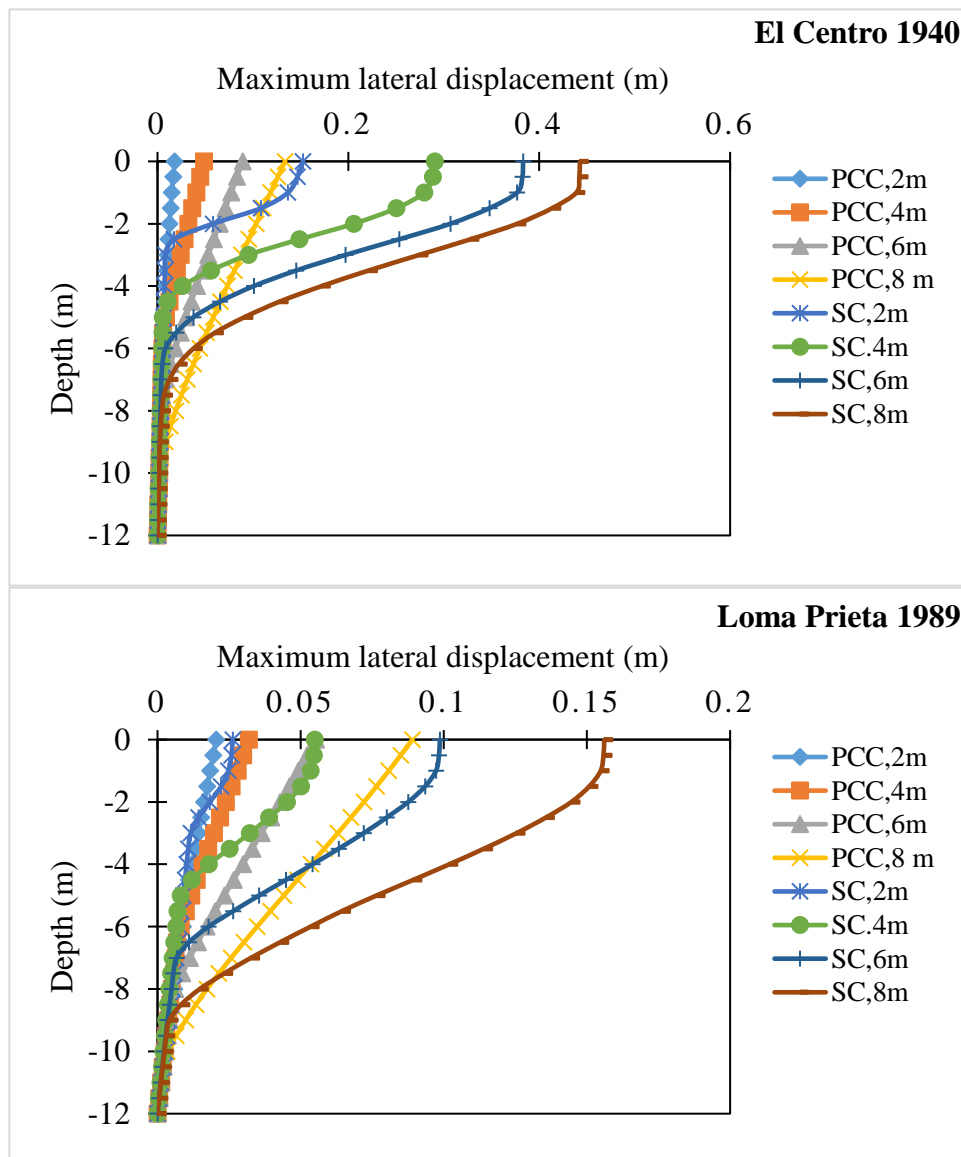 El Centro 1940
Maximum lateral displacement (m)
0 0.2 0.4 0.6
0
-2
-4
-6
-8
-10
-12
Depth (m)
PCC,2m
PCC,4m
PCC,6m
PCC,8 m
SC,2m
SC.4m
SC,6m
SC,8m
Loma Prieta 1989
Maximum lateral displacement (m)
0 0.05 0.1 0.15 0.2
0
-2
-4
-6
-8
-10
-12
Depth (m)
PCC,2m
PCC,4m
PCC,6m
PCC,8 m
SC,2m
SC.4m
SC,6m
SC,8m